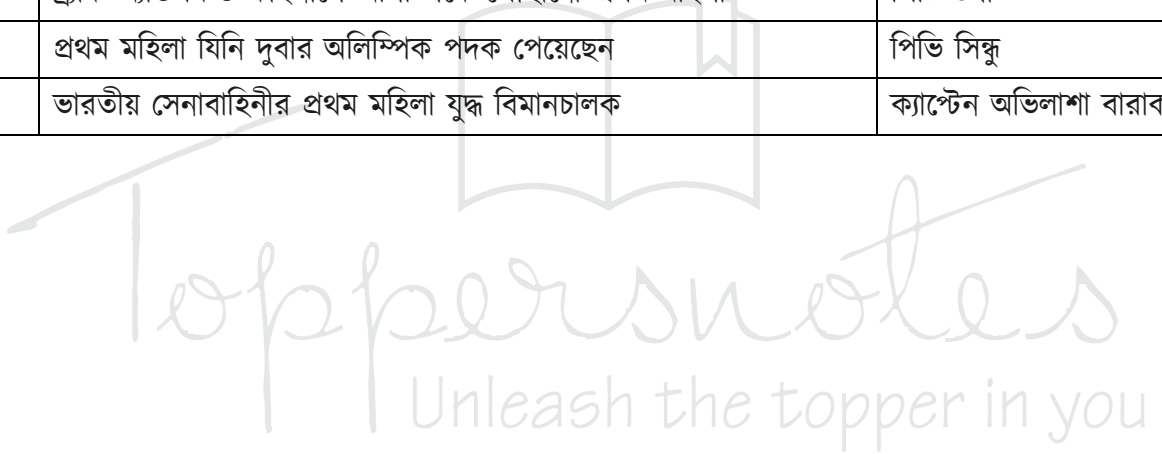 প্রথম মহিলা যিনি দুবার অলিম্পিক পদক পেয়েছেন পিভি সিন্ধু
ভারতীয় সেনাবাহিনীর প্রথম মহিলা যুদ্ধ বিমানচালক ক্যাপ্টেন অভিলাশা বারাক
Toppersnotes
Unleash the topper in you